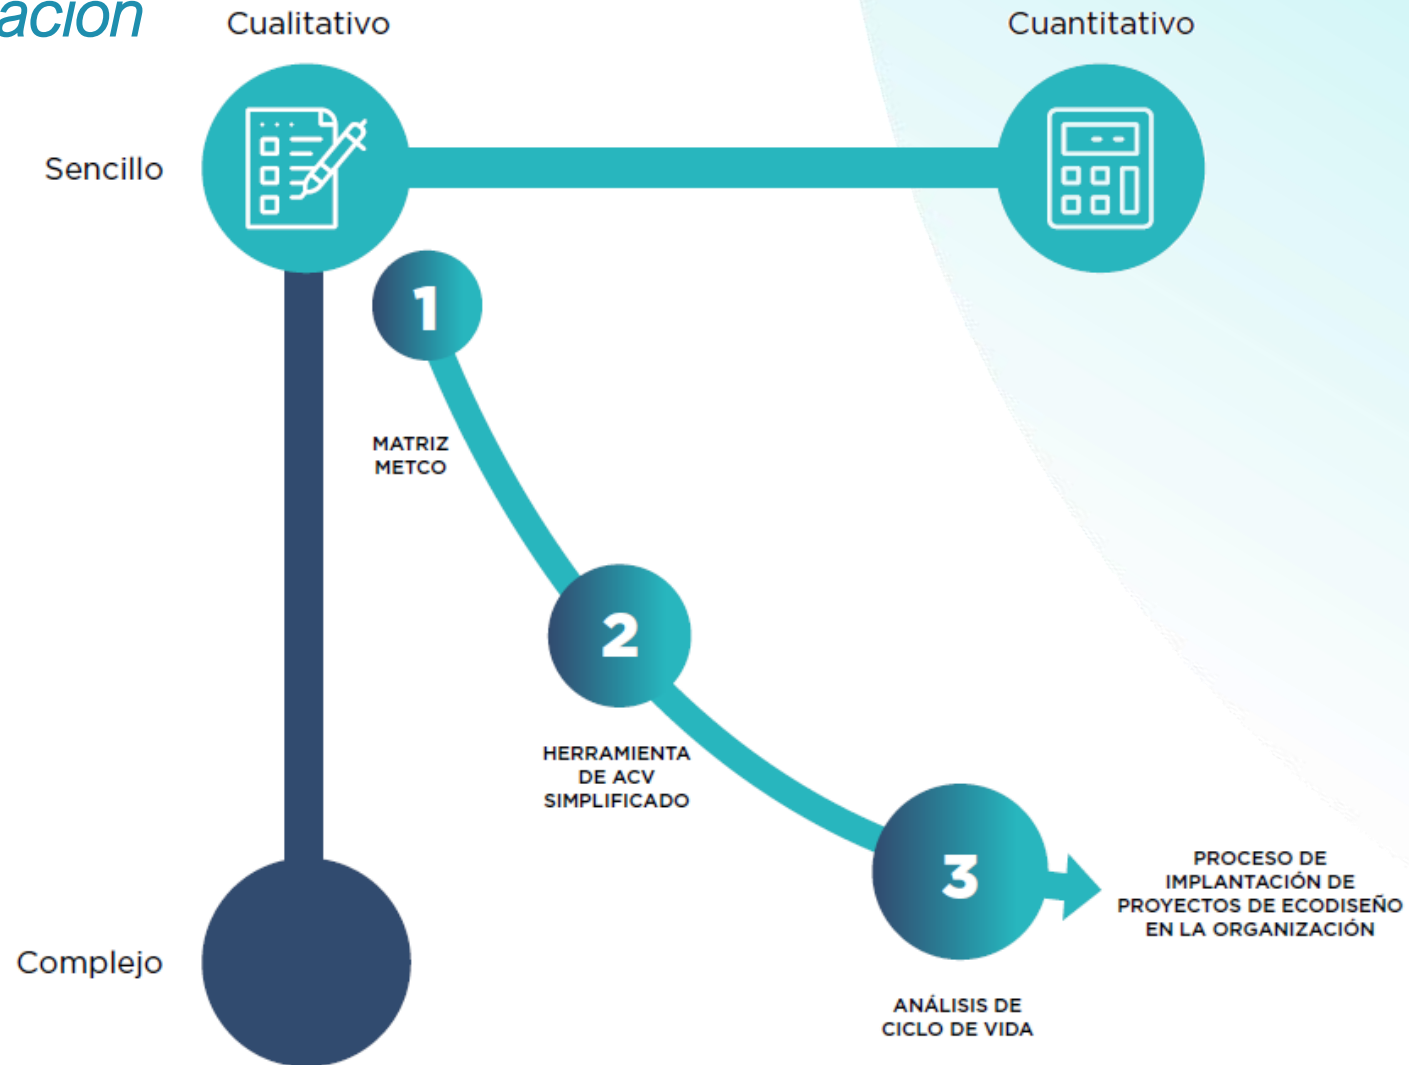 Cualitativo
Cuantitativo
Sencillo
1
MATRIZ
METCO
2
HERRAMIENTA
DE ACV
SIMPLIFICADO
3
PROCESO DE
IMPLANTACIÓN DE
PROYECTOS DE ECODISEÑO
EN LA ORGANIZACIÓN
Complejo
ANÁLISIS DE
CICLO DE VIDA